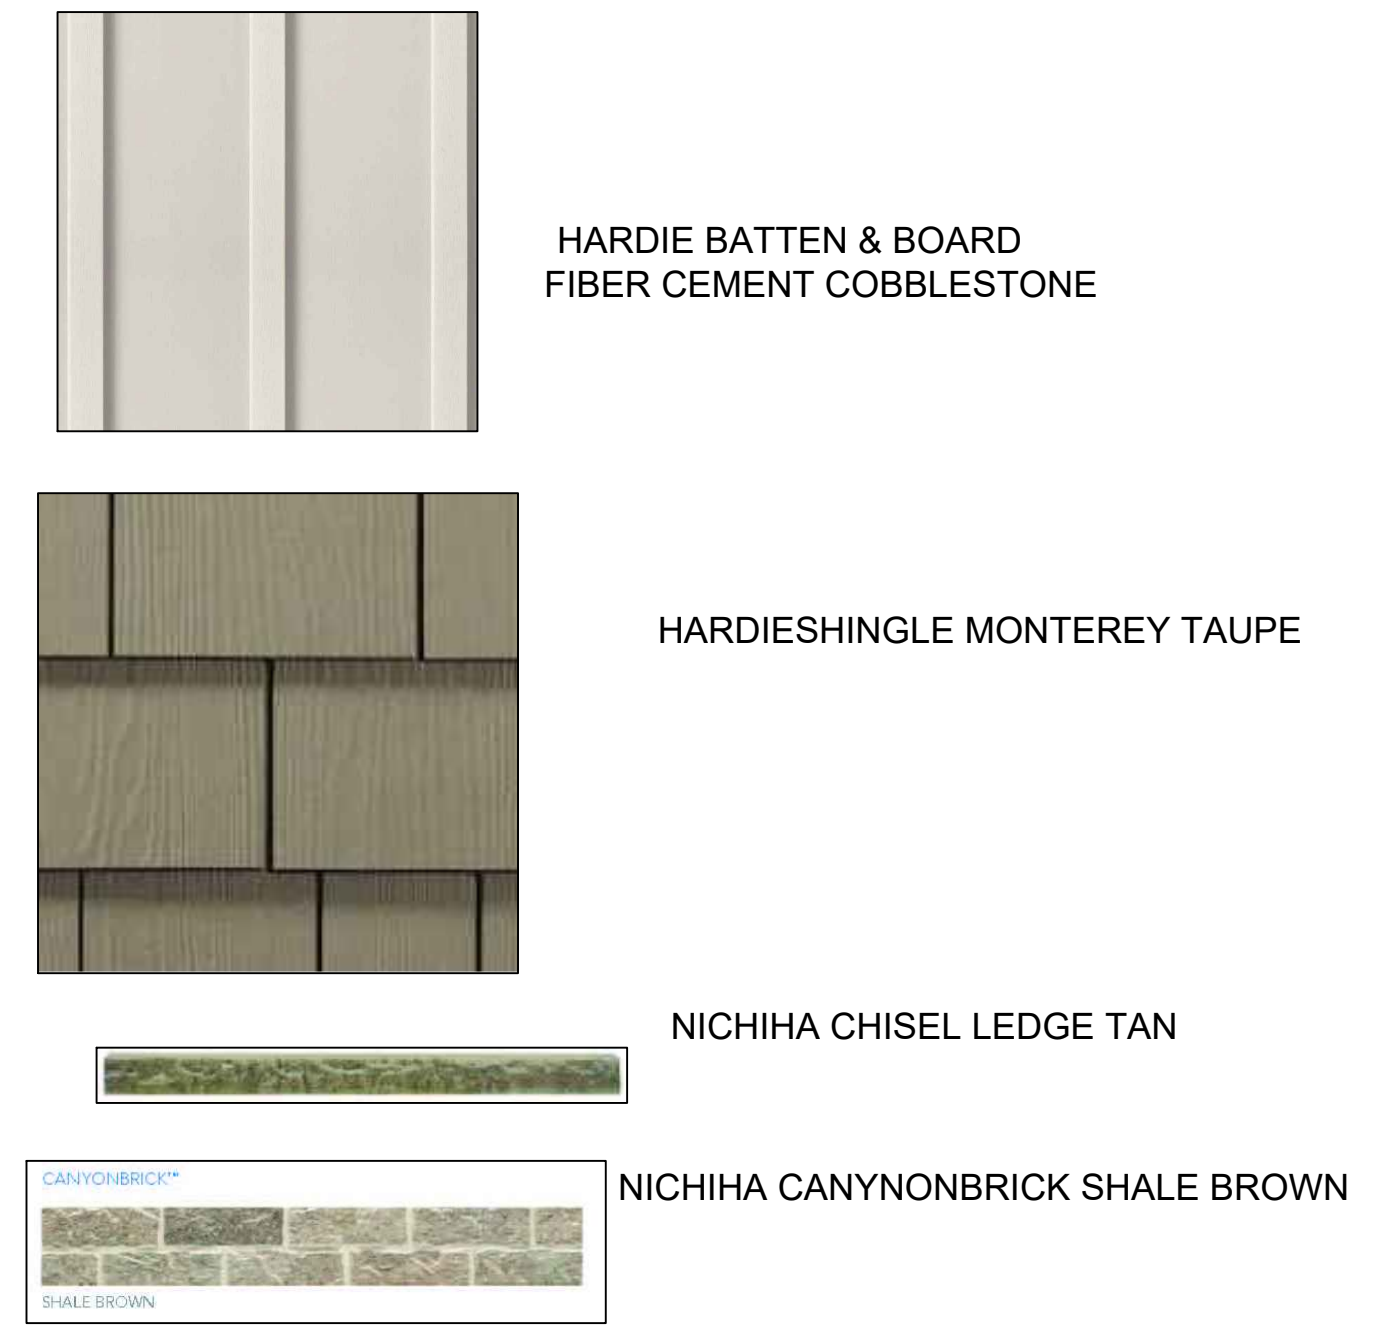 HARDIE BATTEN & BOARD
FIBER CEMENT COBBLESTONE
HARDIESHINGLE MONTEREY TAUPE
NICHIHA CHISEL LEDGE TAN
CANYONBRICK™
NICHIHA CANYNONBRICK SHALE BROWN
SHALE BROWN